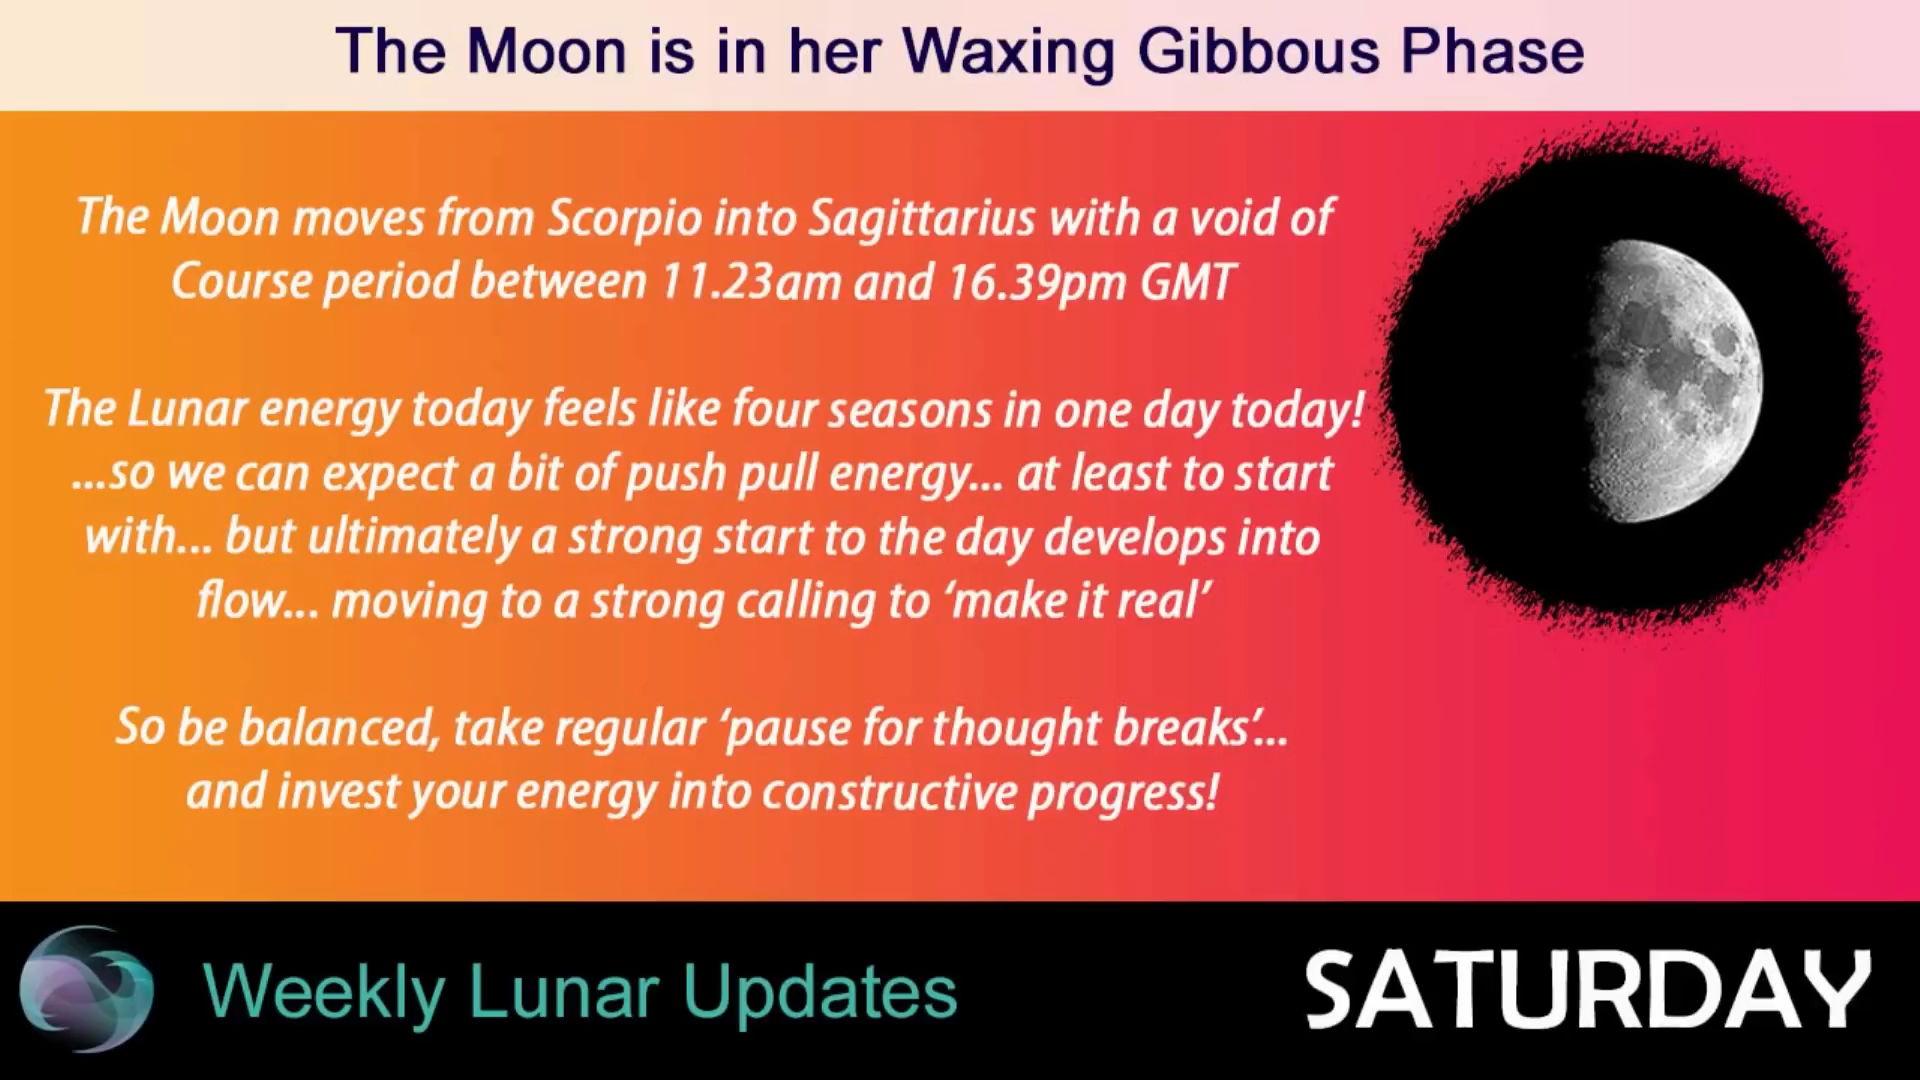 The Moon is in her Waxing Gibbous Phase
The Moon moves from Scorpio into Sagittarius with a void of
Course period between 11.23am and 16.39pm GMT
The Lunar energy today feels like four seasons in one day today!
...so we can expect a bit of push pull energy... at least to start
with... but ultimately a strong start to the day develops into
flow... moving to a strong calling to ‘make it real’
So be balanced, take regular ‘pause for thought breaks’...
and invest your energy into constructive progress!
Weekly Lunar Updates
SATURDAY